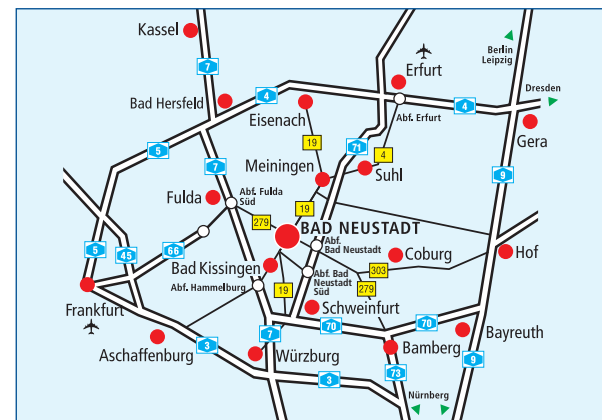 Kassel
7
Berlin
Leipzig
Erfurt
Dresden
Bad Hersfeld
4
4
Eisenach
Abf. Erfurt
Gera
19
71
4
5
7
Meiningen
Suhl
9
Abf. Fulda
Süd
Fulda
19
279
BAD NEUSTADT
Abf.
Bad Neustadt
5
45
66
Coburg
Hof
Bad Kissingen
303
Abf. Bad
Neustadt
Süd
279
Abf. Hammelburg
19
Frankfurt
Schweinfurt
70
70
7
Bayreuth
Aschaffenburg
3
Würzburg
Bamberg
9
3
73
Nürnberg